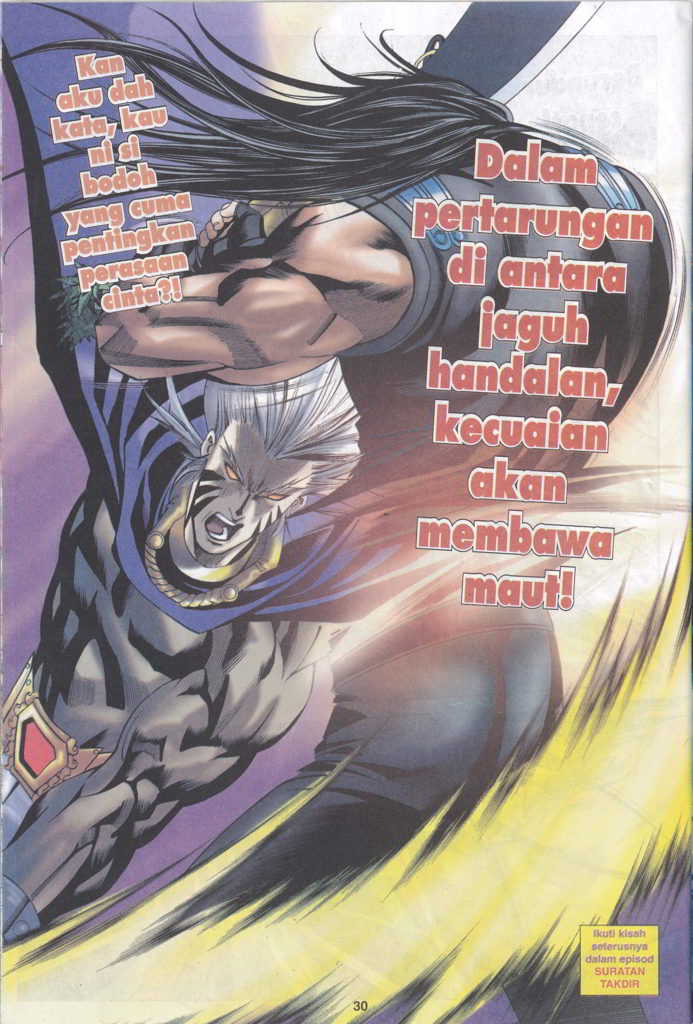 Kan
aku dah
kata, kau
ni si
bodoh
yang cuma
pentingkan
perasaan
cinta?!
Dalam
pertarungan
di antara
jaguh
handalan,
kecuaian
akan
membawa
maut!
Ikuti kisah
seterusnya
dalam episod
SURATAN
TAKDIR
30